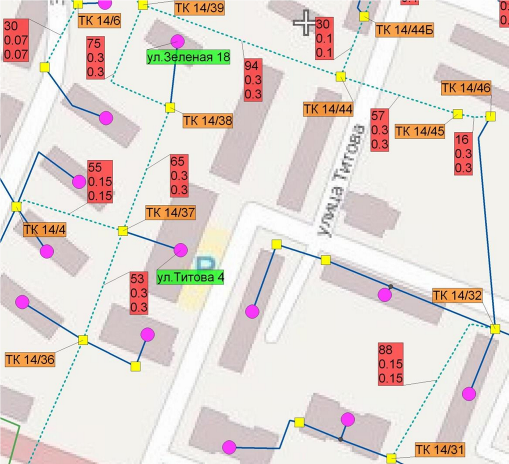 ТК 14/6
ТК 14/39
30
0.07
0.07
75
0.3
0.3
30
0.1
0.1
ТК 14/44Б
ул.Зеленая 18
94
0.3
0.3
ТК 14/46
ТК 14/44
ТК 14/38
57
0.3
0.3
ТК 14/45
16
0.3
0.3
улица Титова
55
0.15
0.15
65
0.3
0.3
ТК 14/37
ТК 14/4
P
ул.Титова 4
53
0.3
0.3
ТК 14/32
ТК 14/36
88
0.15
0.15
ТК 14/31